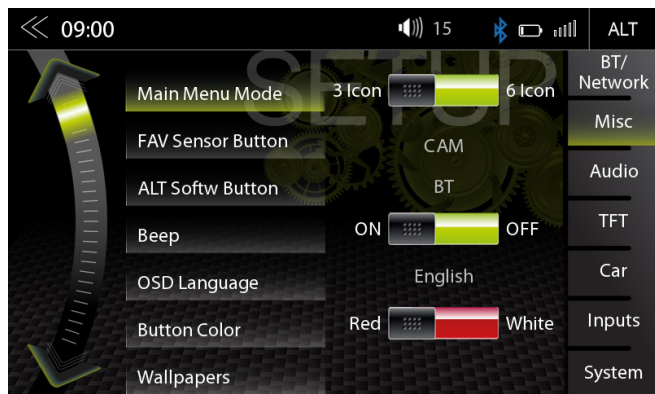 09:00 15 ALT
SETUP
Main Menu Mode 3 Icon 6 Icon
FAV Sensor Button CAM
ALT Softw Button BT
Beep ON OFF
OSD Language English
Button Color Red White
Wallpapers
BT/
Network
Misc
Audio
TFT
Car
Inputs
System